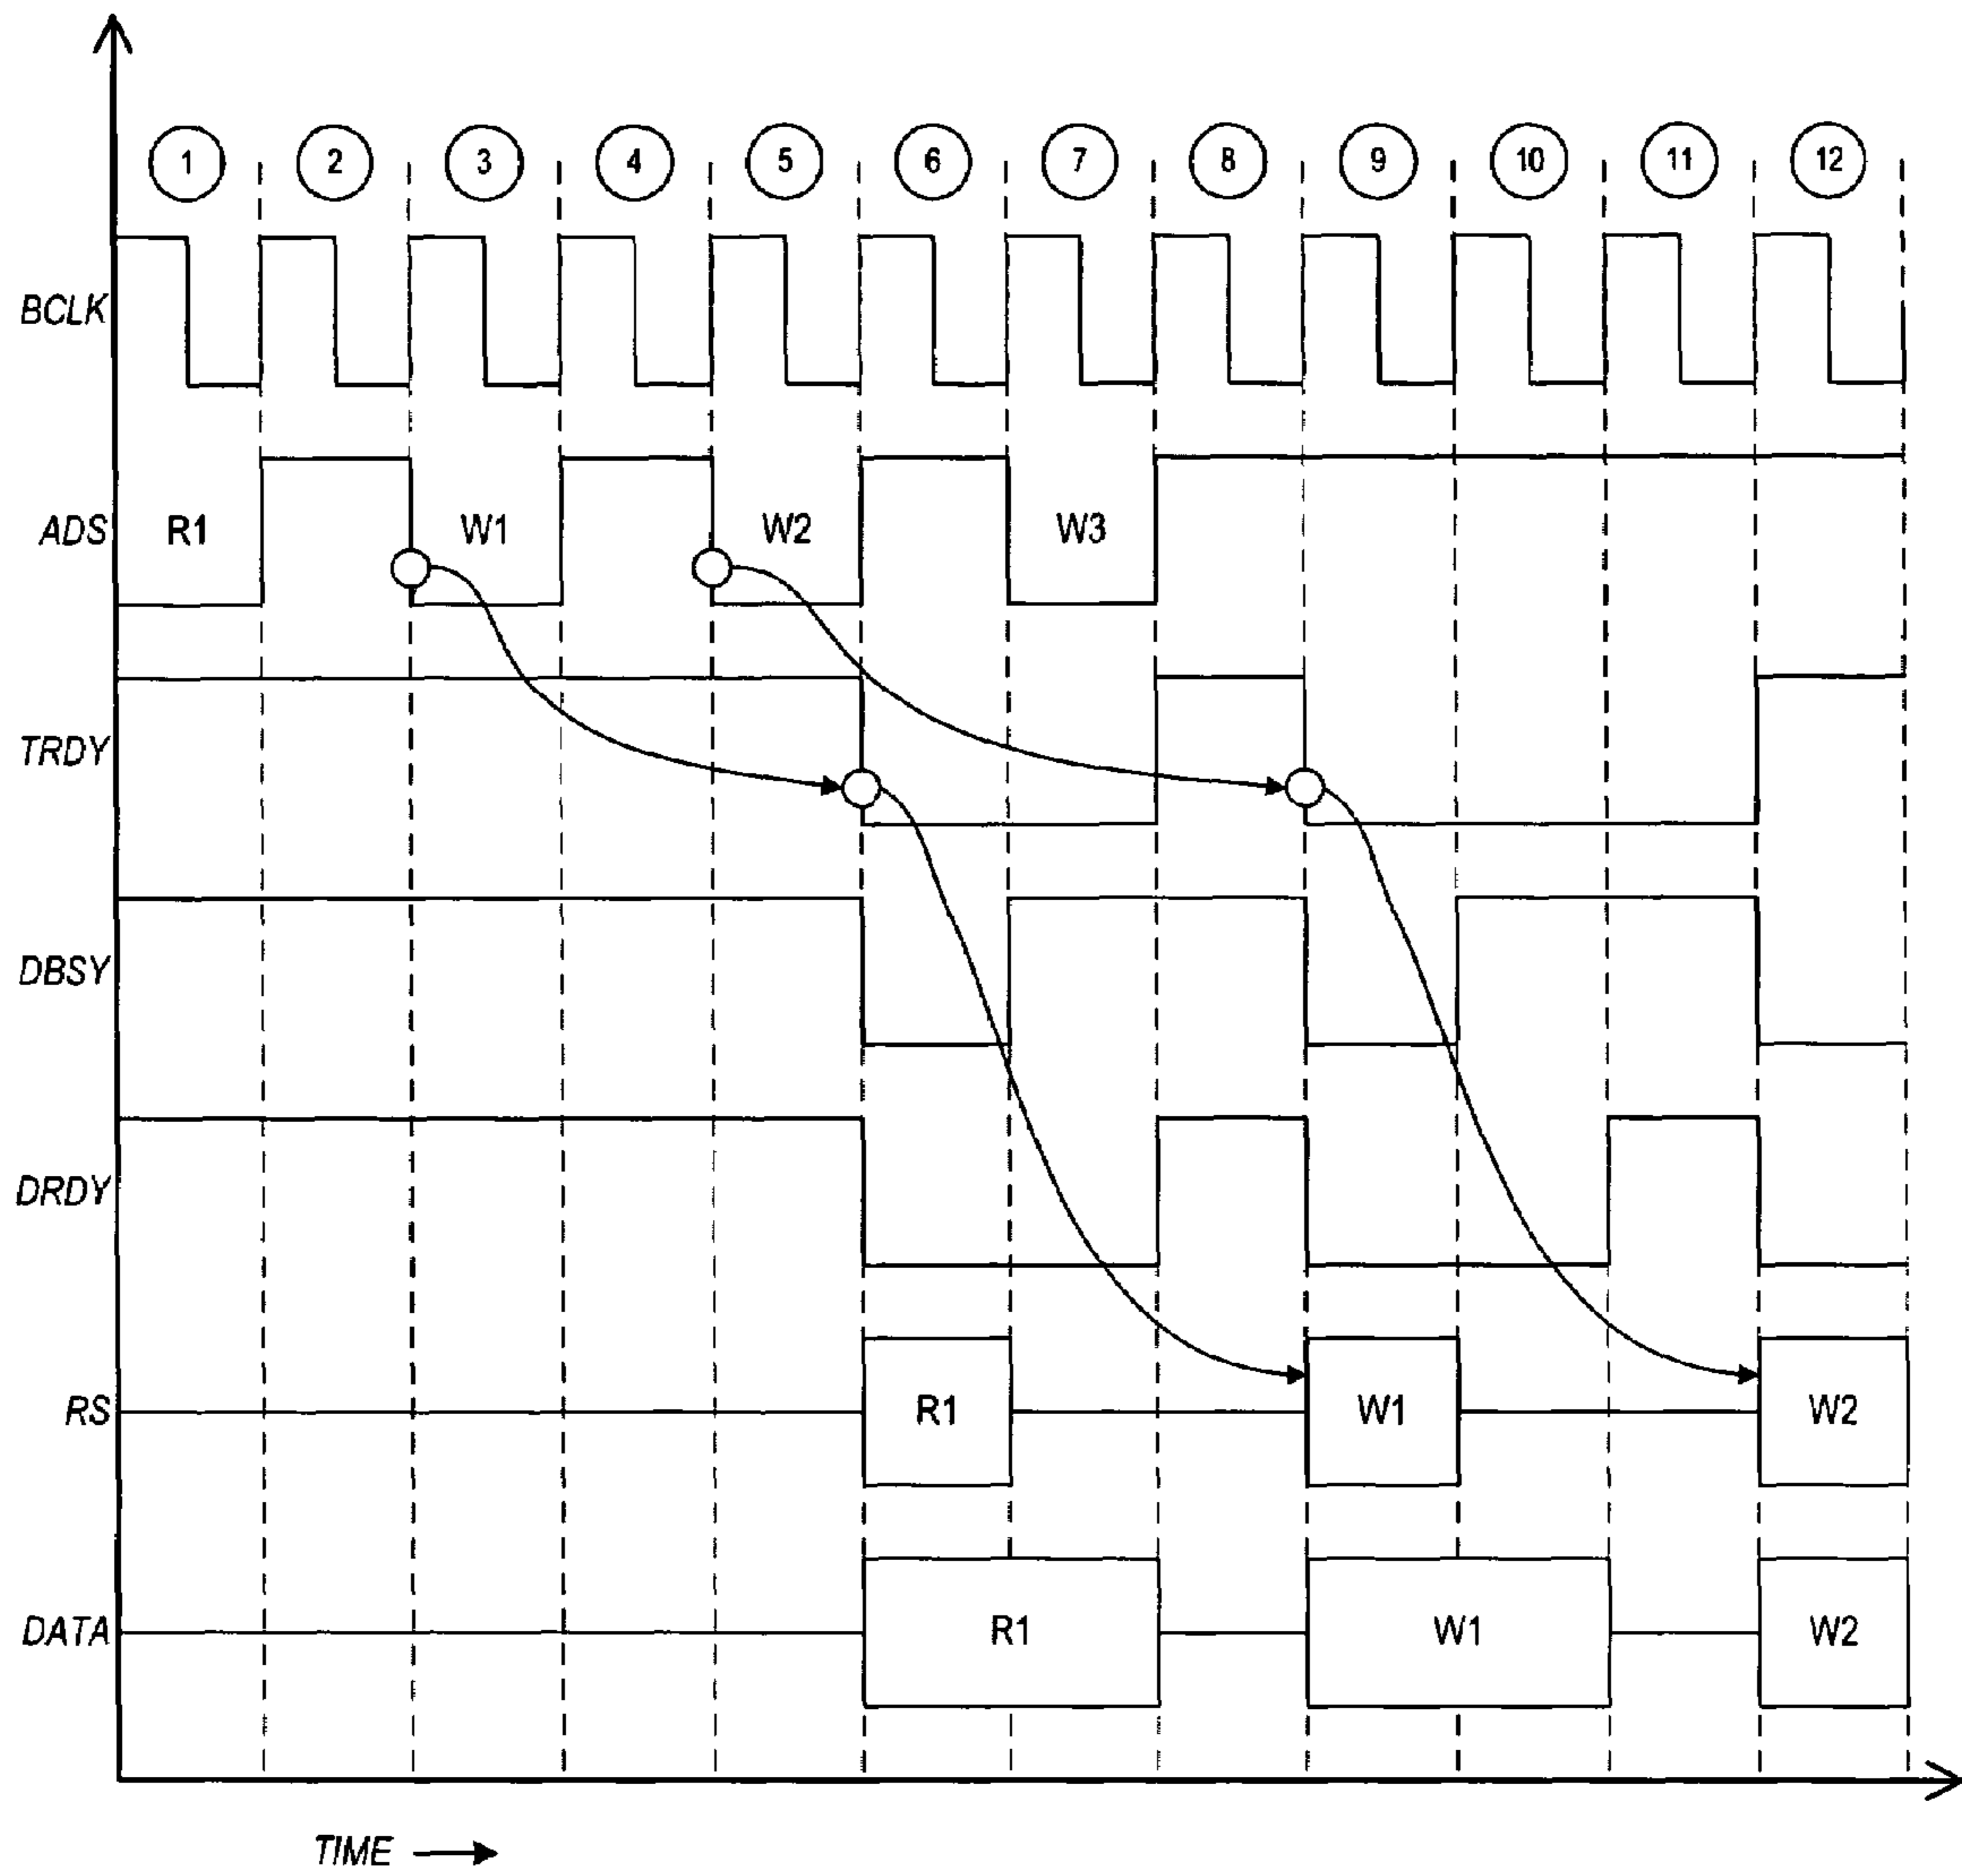 1 2 3 4 5 6 7 8 9 10 11 12
BCLK
ADS R1 W1 W2 W3
TRDY
DBSY
DRDY
RS R1 W1 W2
DATA R1 W1 W2
TIME